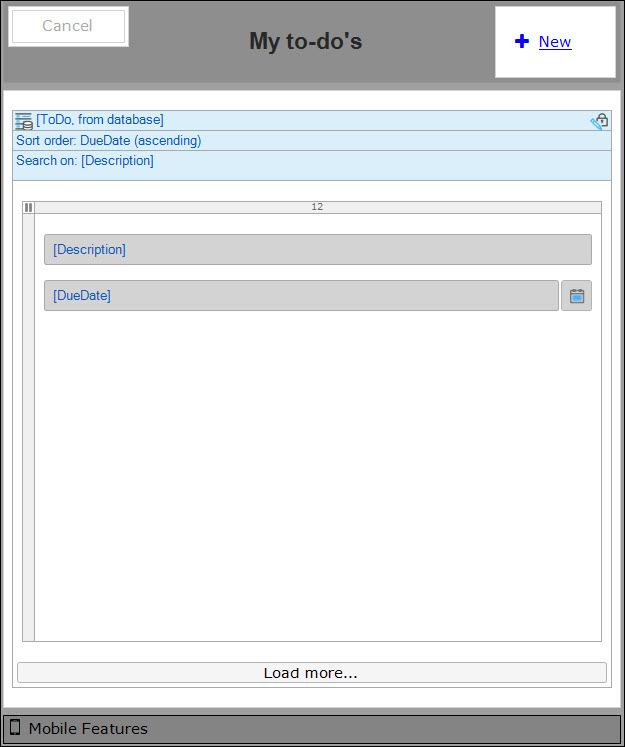 Cancel
My to-do's
New
[ToDo, from database]
Sort order: DueDate (ascending)
Search on: [Description]
12
[Description]
[DueDate]
Load more...
Mobile Features